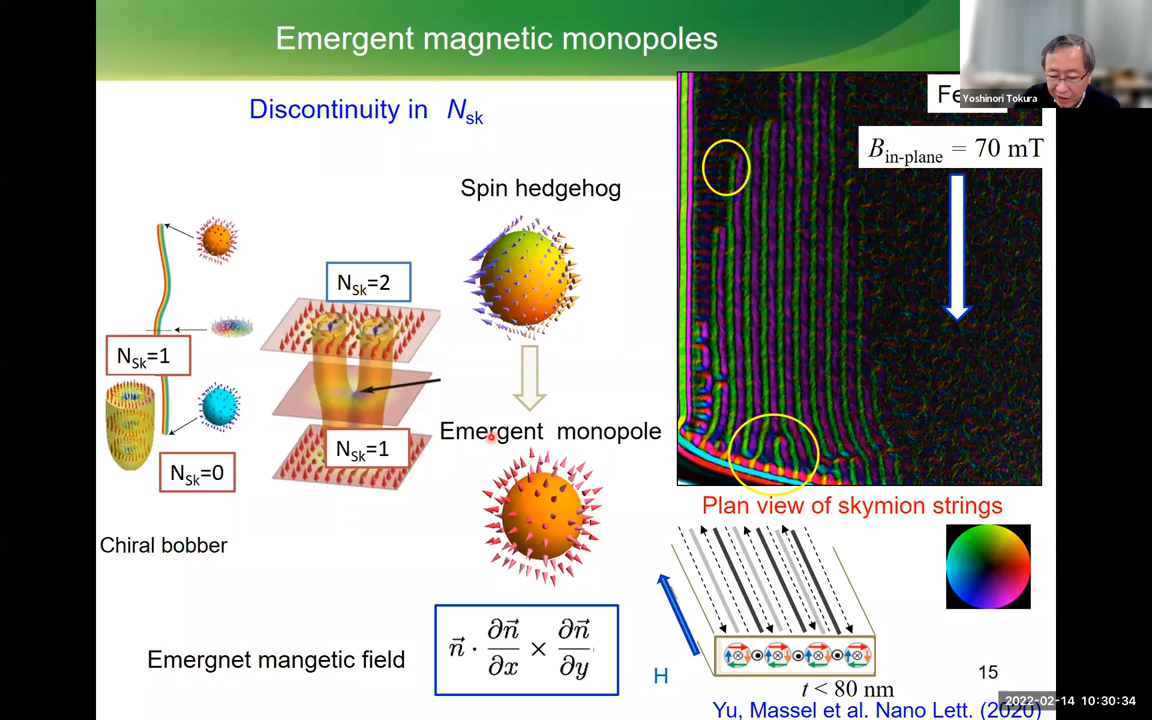 Emergent magnetic monopoles
Yoshinori Tokura
Discontinuity in N_sk
B_in-plane = 70 mT
Spin hedgehog
N_Sk=2
N_Sk=1
Emergent monopole
N_Sk=1
N_Sk=0
Plan view of skymion strings
Chiral bobber
n⃗ · ∂n⃗/∂x × ∂n⃗/∂y
Emergnet mangetic field
H
15
t < 80 nm
2022-02-14 10:30:34
Yu, Massel et al. Nano Lett. (2020)